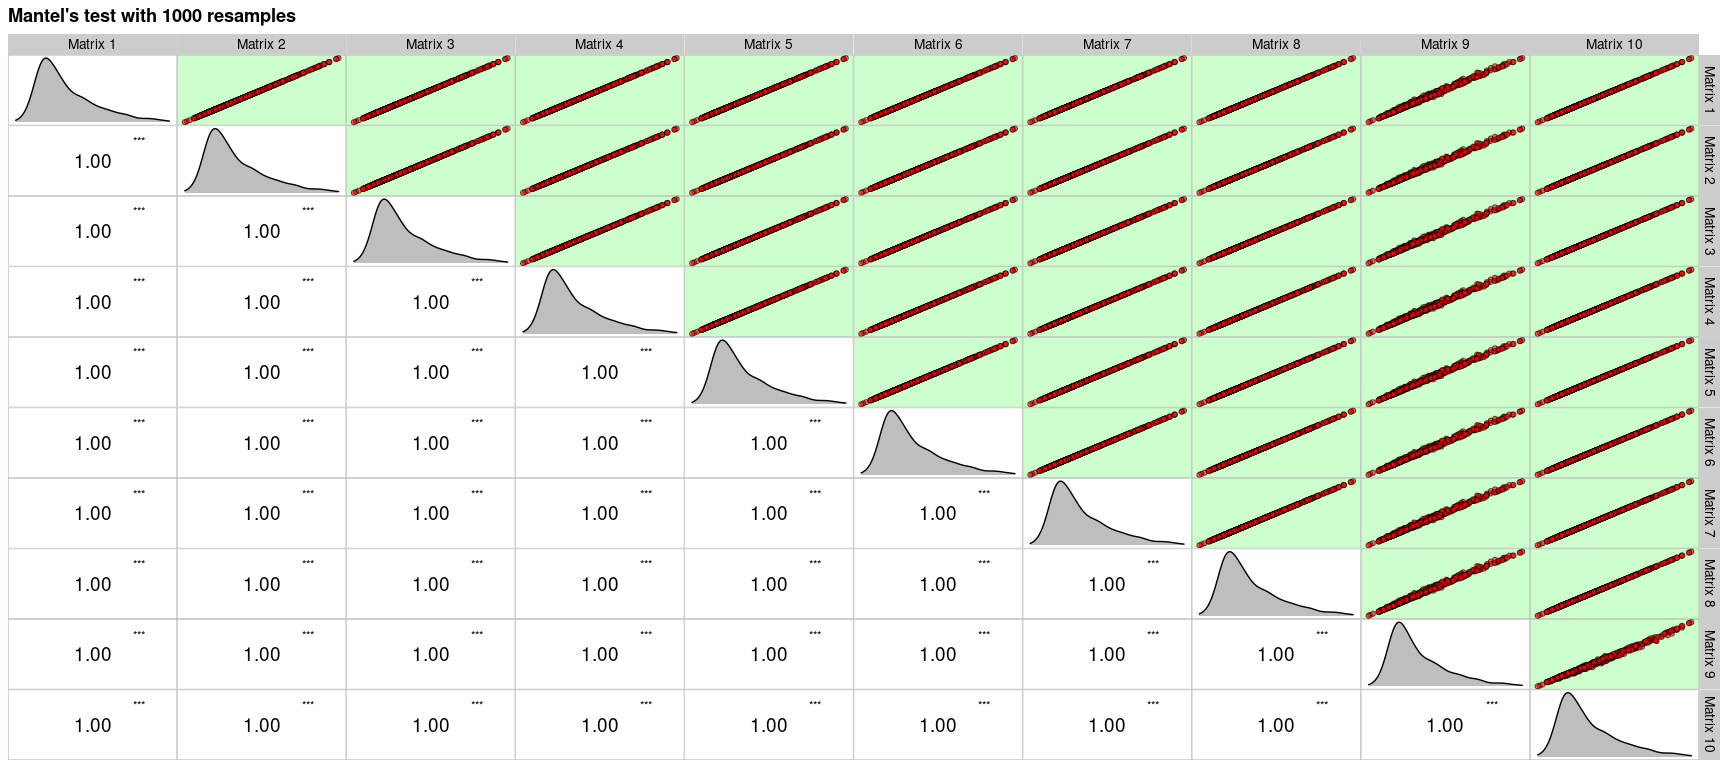 Mantel's test with 1000 resamples
Matrix 1 Matrix 2 Matrix 3 Matrix 4 Matrix 5 Matrix 6 Matrix 7 Matrix 8 Matrix 9 Matrix 10
Matrix 1
***
1.00
Matrix 2
*** ***
1.00 1.00
Matrix 3
*** *** ***
1.00 1.00 1.00
Matrix 4
*** *** *** ***
1.00 1.00 1.00 1.00
Matrix 5
*** *** *** *** ***
1.00 1.00 1.00 1.00 1.00
Matrix 6
*** *** *** *** *** ***
1.00 1.00 1.00 1.00 1.00 1.00
Matrix 7
*** *** *** *** *** *** ***
1.00 1.00 1.00 1.00 1.00 1.00 1.00
Matrix 8
*** *** *** *** *** *** *** ***
1.00 1.00 1.00 1.00 1.00 1.00 1.00 1.00
Matrix 9
*** *** *** *** *** *** *** *** ***
1.00 1.00 1.00 1.00 1.00 1.00 1.00 1.00 1.00
Matrix 10